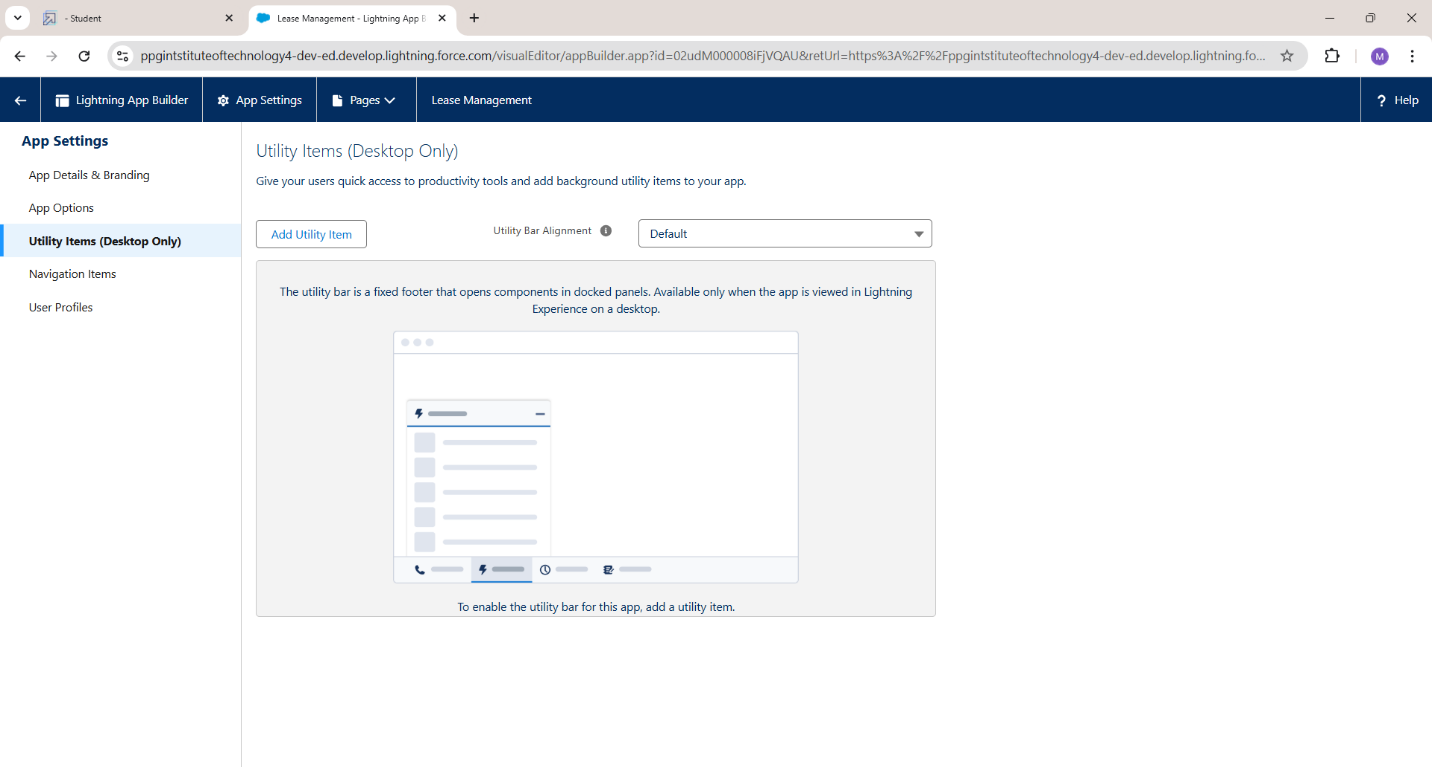 - Student
Lease Management - Lightning App B
ppgintstituteoftechnology4-dev-ed.develop.lightning.force.com/visualEditor/appBuilder.app?id=02udM000008iFjVQAU&retUrl=https%3A%2F%2Fppgintstituteoftechnology4-dev-ed.develop.lightning.fo...
M
Lightning App Builder
App Settings
Pages
Lease Management
? Help
App Settings
App Details & Branding
App Options
Utility Items (Desktop Only)
Navigation Items
User Profiles
Utility Items (Desktop Only)
Give your users quick access to productivity tools and add background utility items to your app.
Add Utility Item
Utility Bar Alignment
Default
The utility bar is a fixed footer that opens components in docked panels. Available only when the app is viewed in Lightning
Experience on a desktop.
To enable the utility bar for this app, add a utility item.